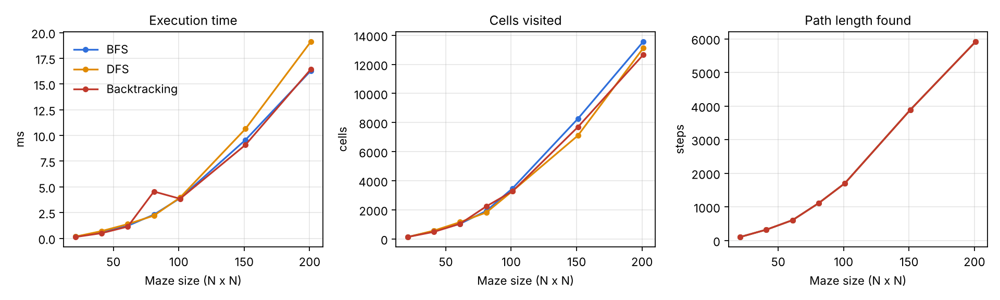 Execution time
20.0
17.5
15.0
12.5
10.0
7.5
5.0
2.5
0.0
ms
BFS
DFS
Backtracking
50 100 150 200
Maze size (N x N)
Cells visited
14000
12000
10000
8000
6000
4000
2000
0
cells
50 100 150 200
Maze size (N x N)
Path length found
6000
5000
4000
3000
2000
1000
0
steps
50 100 150 200
Maze size (N x N)